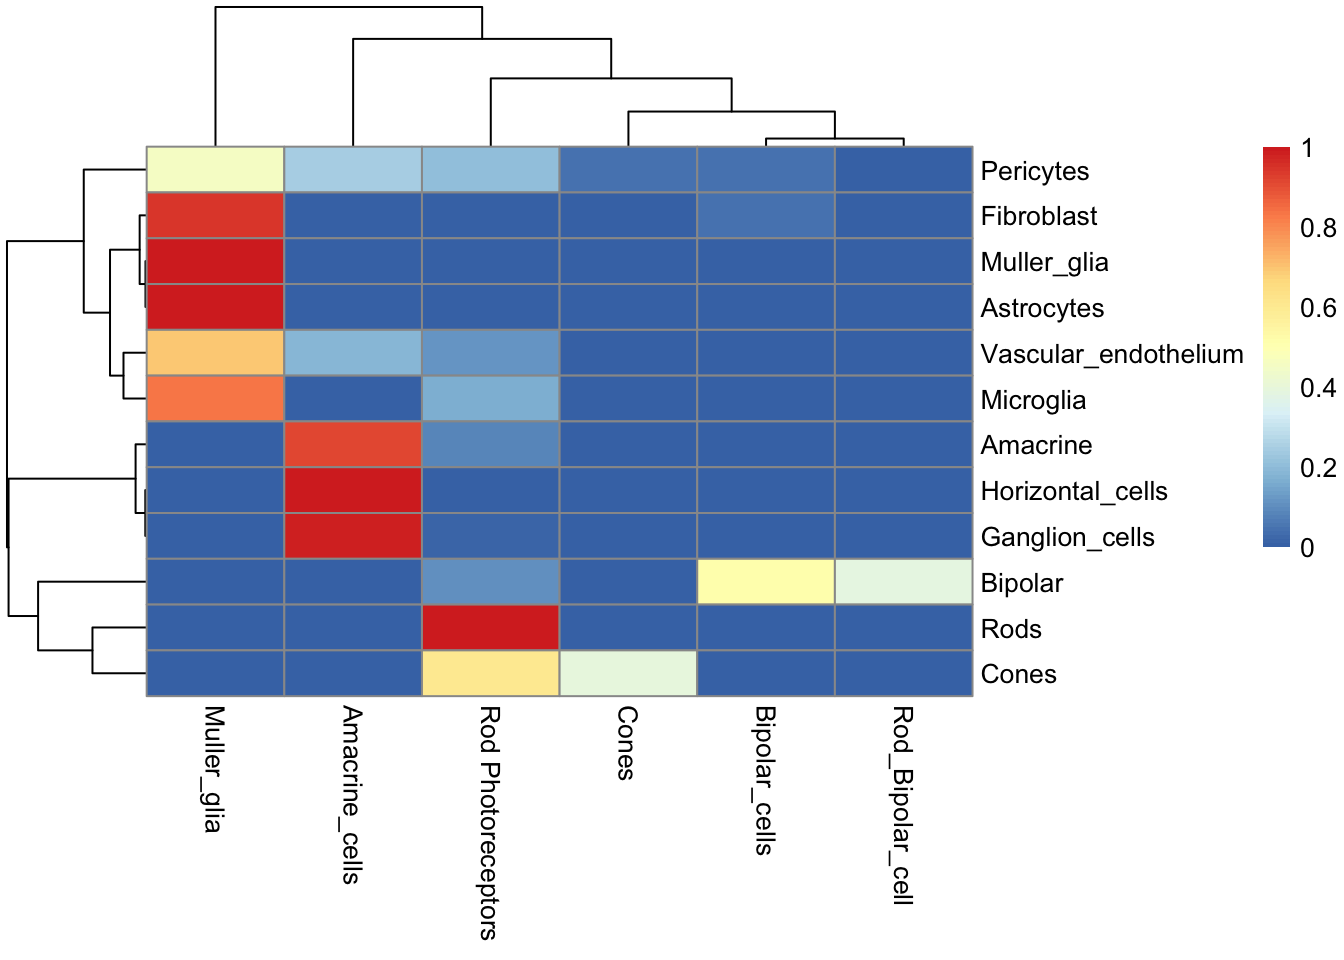 Pericytes
Fibroblast
Muller_glia
Astrocytes
Vascular_endothelium
Microglia
Amacrine
Horizontal_cells
Ganglion_cells
Bipolar
Rods
Cones
1
0.8
0.6
0.4
0.2
0
Muller_glia
Amacrine_cells
Rod Photoreceptors
Cones
Bipolar_cells
Rod_Bipolar_cell